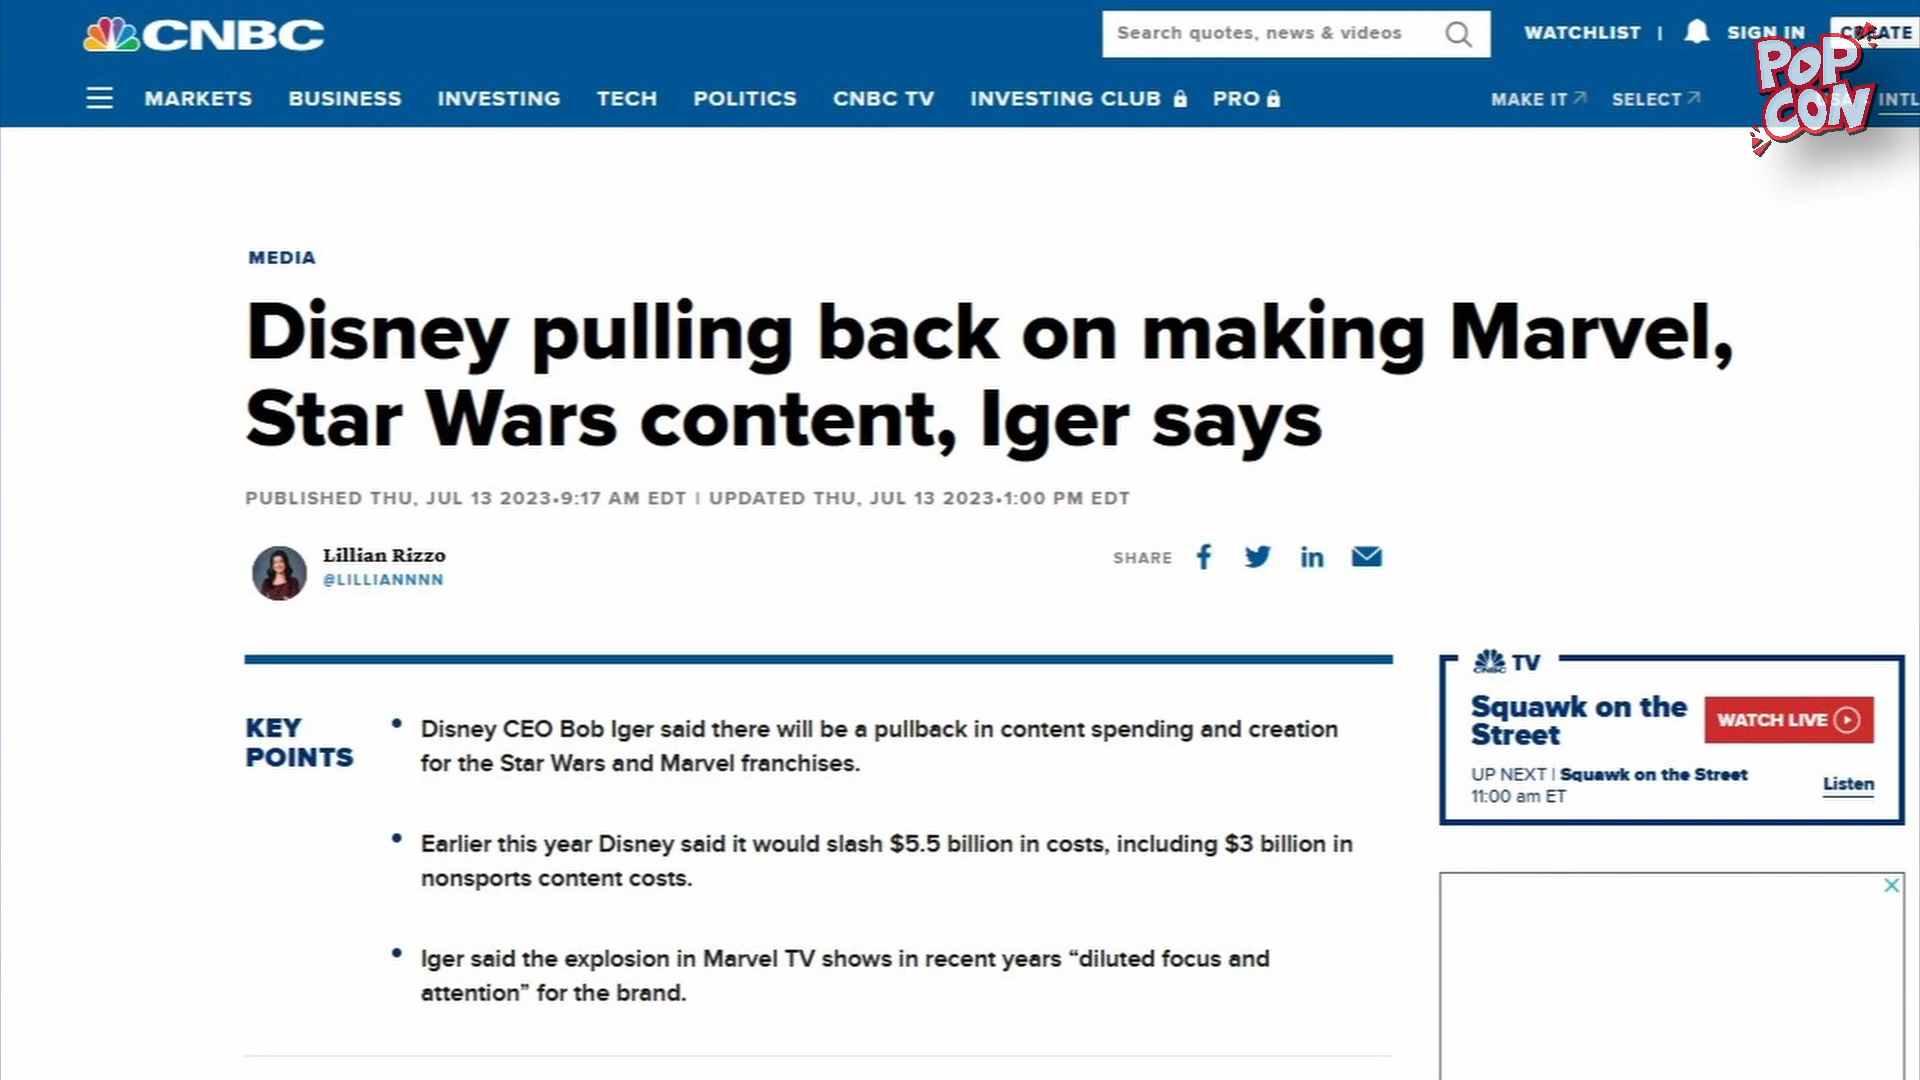 CNBC
Search quotes, news & videos
WATCHLIST |
SIGN IN
POP
CON
MARKETS BUSINESS INVESTING TECH POLITICS CNBC TV INVESTING CLUB PRO
MAKE IT SELECT
INTL
MEDIA
Disney pulling back on making Marvel,
Star Wars content, Iger says
PUBLISHED THU, JUL 13 2023•9:17 AM EDT | UPDATED THU, JUL 13 2023•1:00 PM EDT
Lillian Rizzo
@LILLIANNNN
SHARE
KEY
POINTS
• Disney CEO Bob Iger said there will be a pullback in content spending and creation
for the Star Wars and Marvel franchises.
• Earlier this year Disney said it would slash $5.5 billion in costs, including $3 billion in
nonsports content costs.
• Iger said the explosion in Marvel TV shows in recent years “diluted focus and
attention” for the brand.
CNBC TV
Squawk on the
Street
WATCH LIVE
UP NEXT | Squawk on the Street
11:00 am ET
Listen